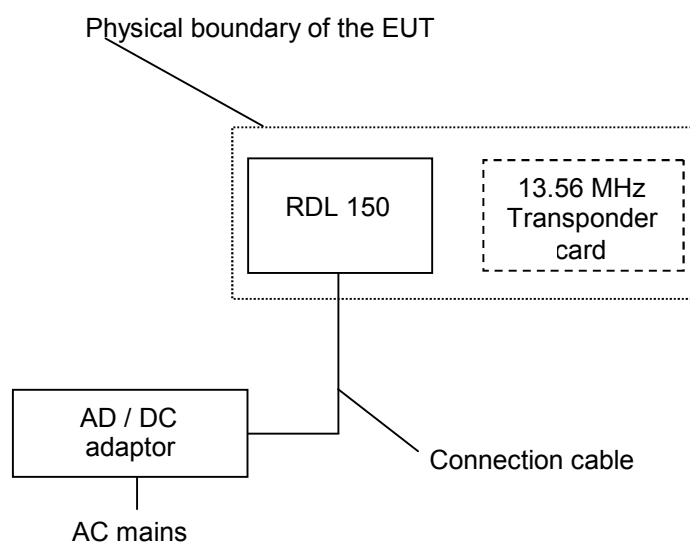 Physical boundary of the EUT
RDL 150
13.56 MHz
Transponder
card
AD / DC
adaptor
Connection cable
AC mains